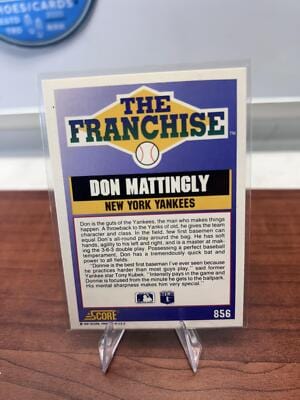 SHOES/CARDS
THE
FRANCHISE™
DON MATTINGLY
NEW YORK YANKEES
Don is the guts of the Yankees, the man who makes things
happen. A throwback to the Yanks of old, he gives the team
character and class. In the field, few first basemen can
equal Don's all-round play around the bag. He has soft
hands, agility to his left and right, and is a master at mak-
ing the 3-6-3 double play. Possessing a perfect baseball
temperament, Don has a tremendously quick bat and
power to all fields.
"Donnie is the best first baseman I've ever seen because
he practices harder than most guys play," said former
Yankee star Tony Kubek. "Intensity pays in the game and
Donnie is focused from the minute he gets to the ballpark.
His mental sharpness makes him very special."
SCORE
856